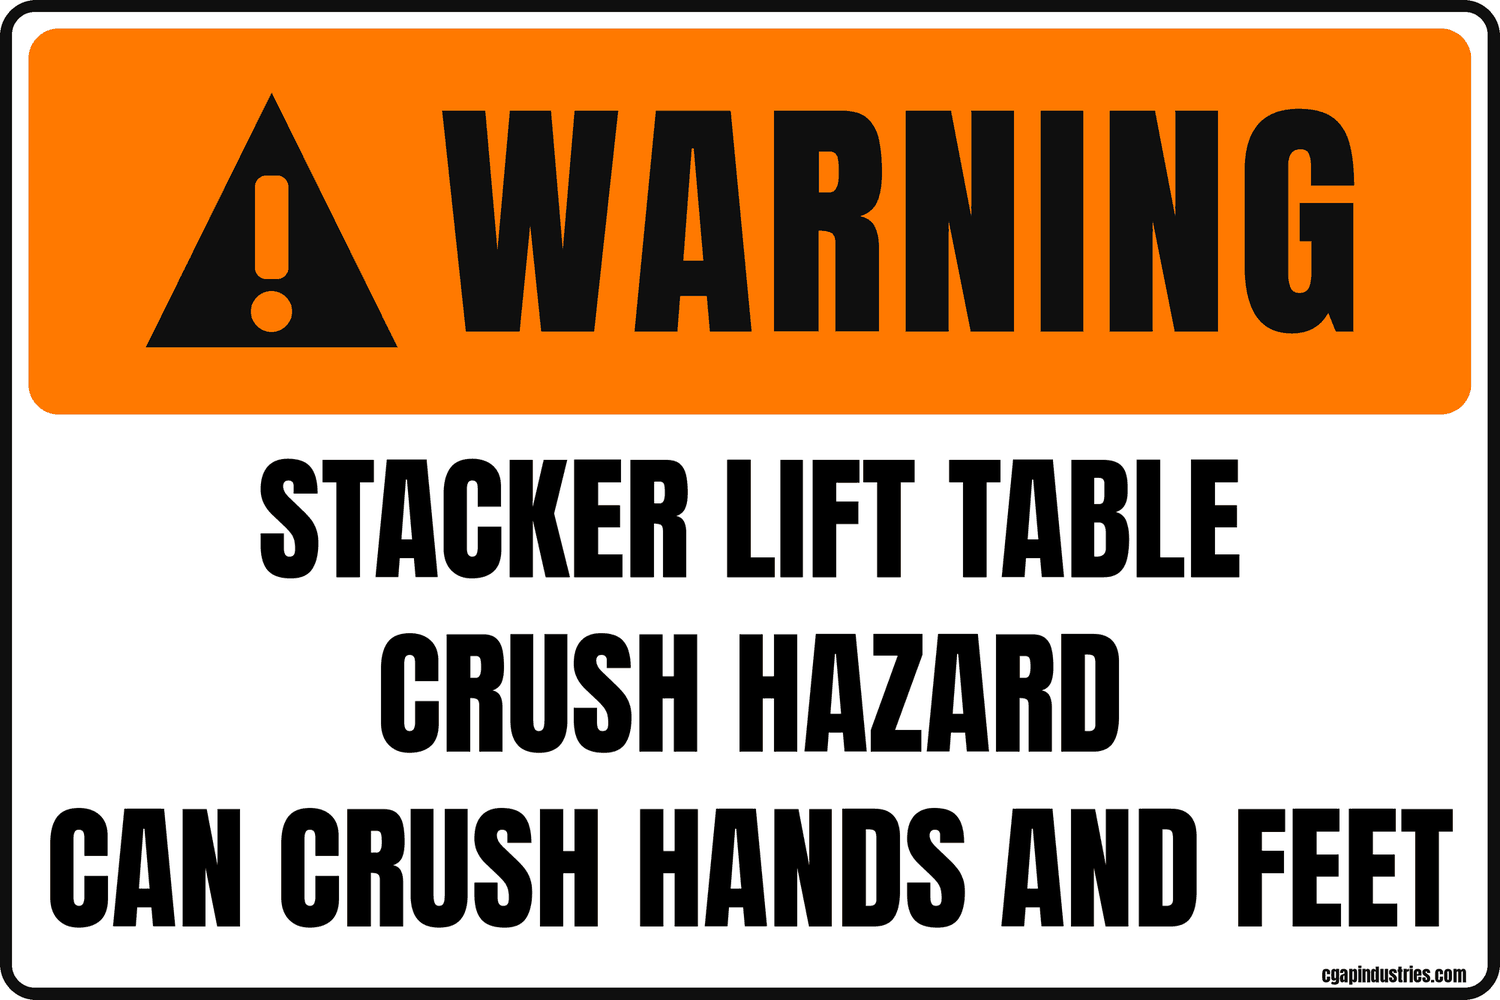 WARNING
STACKER LIFT TABLE
CRUSH HAZARD
CAN CRUSH HANDS AND FEET
cgapindustries.com